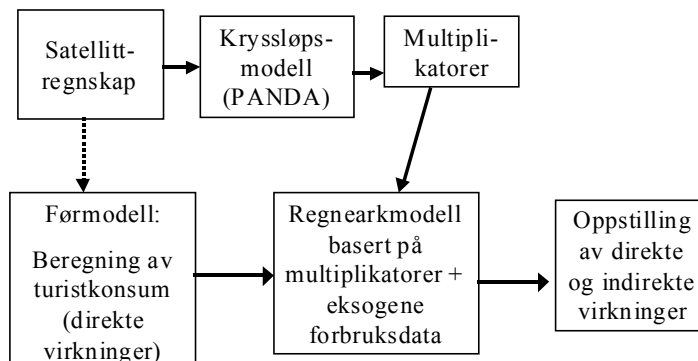 Satellitt-
regnskap
Kryssløps-
modell
(PANDA)
Multipli-
katorer
Førmodell:
Beregning av
turistkonsum
(direkte
virkninger)
Regnearkmodell
basert på
multiplikatorer +
eksogene
forbruksdata
Oppstilling
av direkte
og indirekte
virkninger